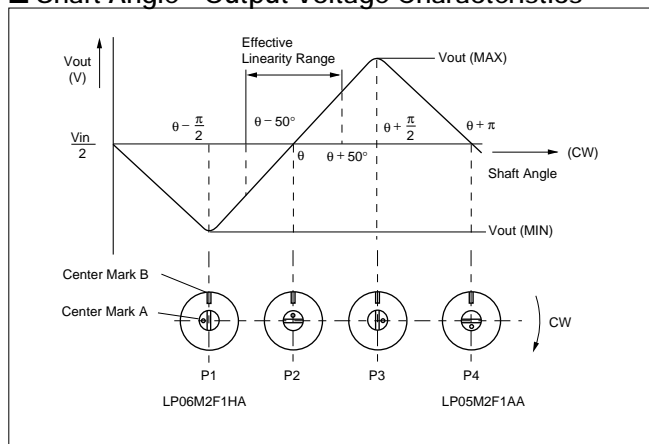 ■ Shaft Angle - Output Voltage Characteristics
Effective
Linearity Range
Vout
(V)
Vout (MAX)
θ − π/2
θ − 50°
θ + π/2
θ + π
Vin/2
θ
θ + 50°
(CW)
Shaft Angle
Vout (MIN)
Center Mark B
Center Mark A
CW
P1
P2
P3
P4
LP06M2F1HA
LP05M2F1AA